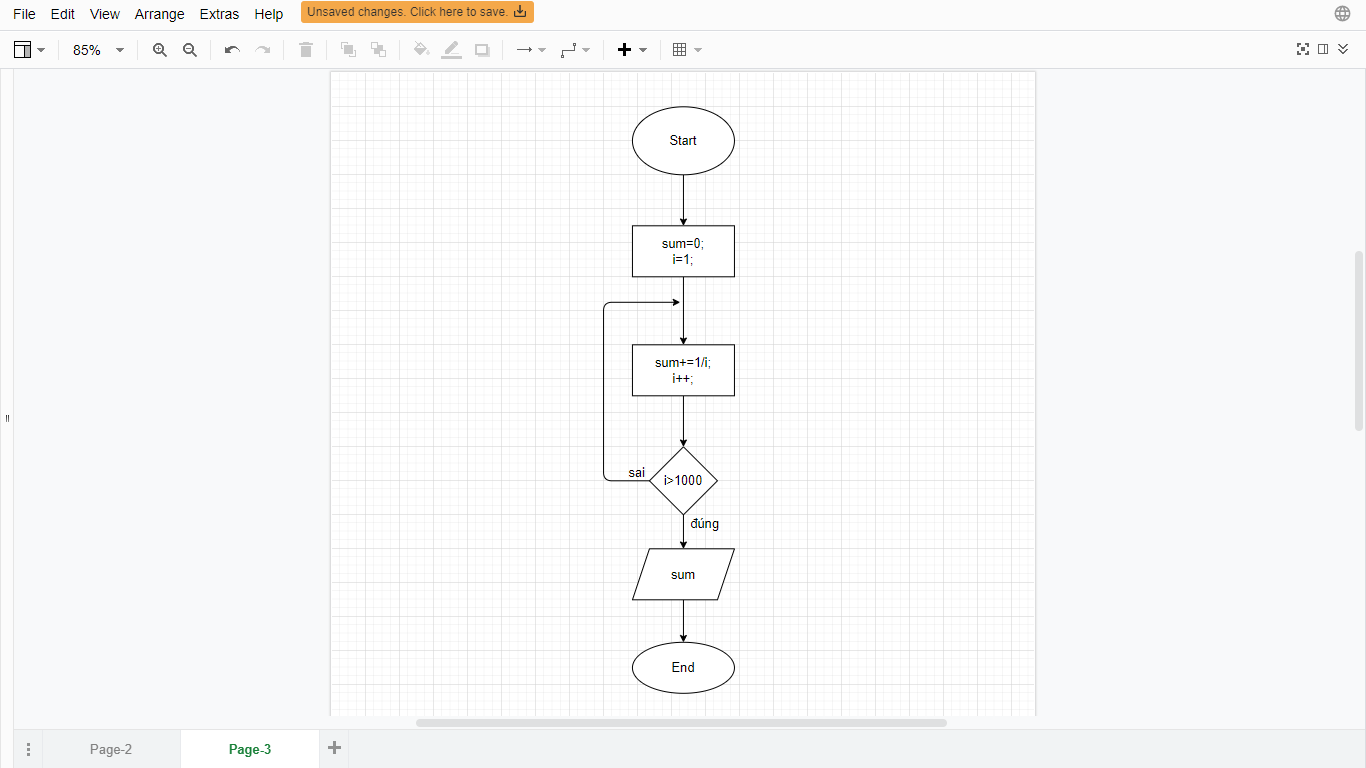 File Edit View Arrange Extras Help Unsaved changes. Click here to save.
85%
Start
sum=0;
i=1;
sum+=1/i;
i++;
sai
i>1000
đúng
sum
End
Page-2 Page-3